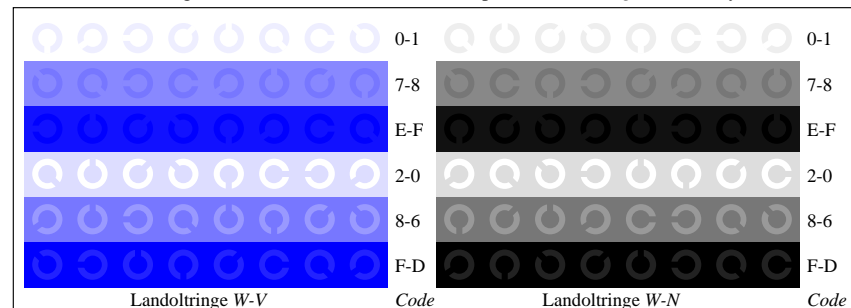 0-1 0-1
7-8 7-8
E-F E-F
2-0 2-0
8-6 8-6
F-D F-D
Landoltringe W-V Code Landoltringe W-N Code